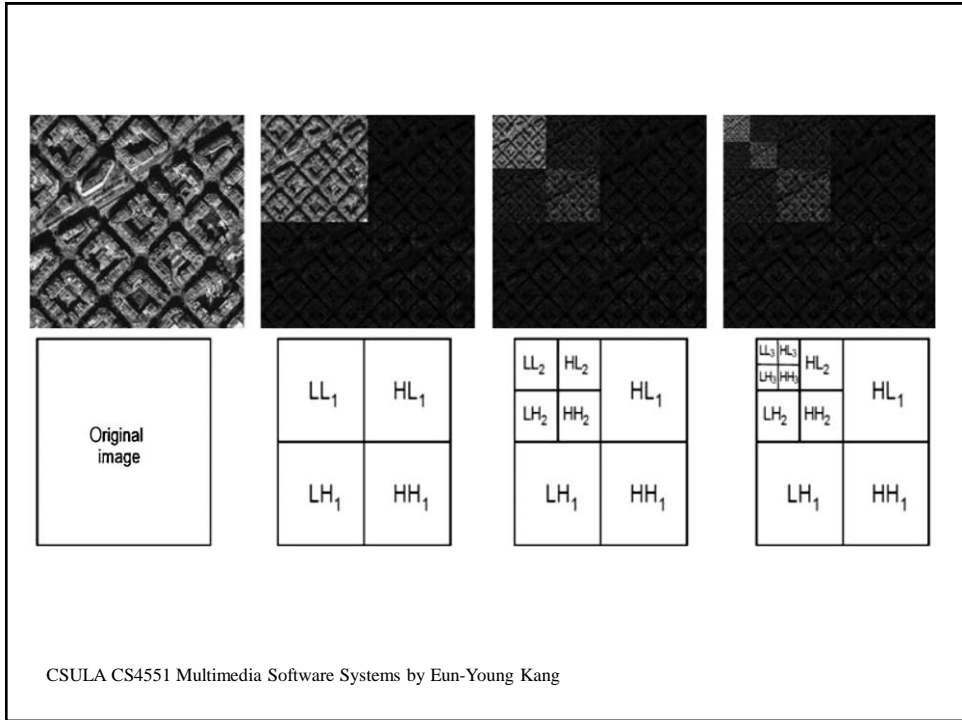 Original
image
LL₁ HL₁
LH₁ HH₁
LL₂ HL₂
HL₁
LH₂ HH₂
LH₁ HH₁
LL₃ HL₃
HL₂
LH₃ HH₃
HL₁
LH₂ HH₂
LH₁ HH₁
CSULA CS4551 Multimedia Software Systems by Eun-Young Kang